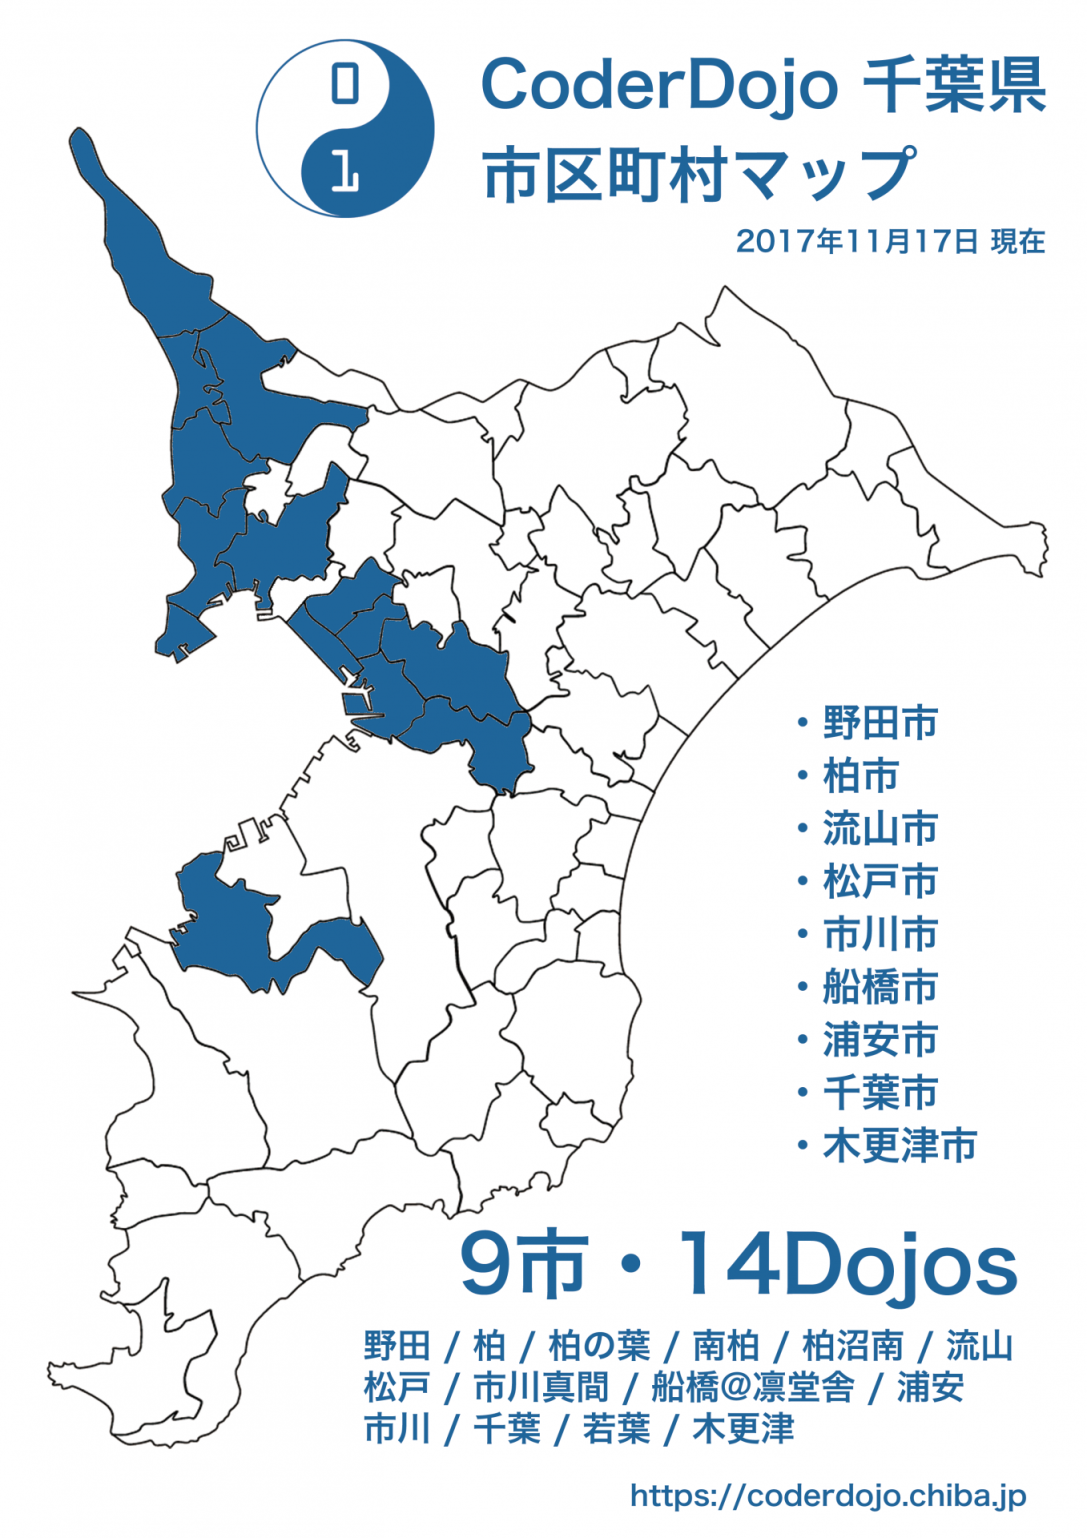 0
1
CoderDojo 千葉県
市区町村マップ
2017年11月17日 現在
・野田市
・柏市
・流山市
・松戸市
・市川市
・船橋市
・浦安市
・千葉市
・木更津市
9市・14Dojos
野田 / 柏 / 柏の葉 / 南柏 / 柏沼南 / 流山
松戸 / 市川真間 / 船橋@凛堂舎 / 浦安
市川 / 千葉 / 若葉 / 木更津
https://coderdojo.chiba.jp